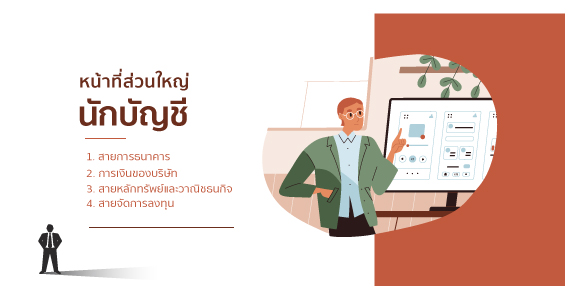 หน้าที่ส่วนใหญ่
นักบัญชี
1. สายการธนาคาร
2. การเงินของบริษัท
3. สายหลักทรัพย์และวาณิชธนกิจ
4. สายจัดการลงทุน